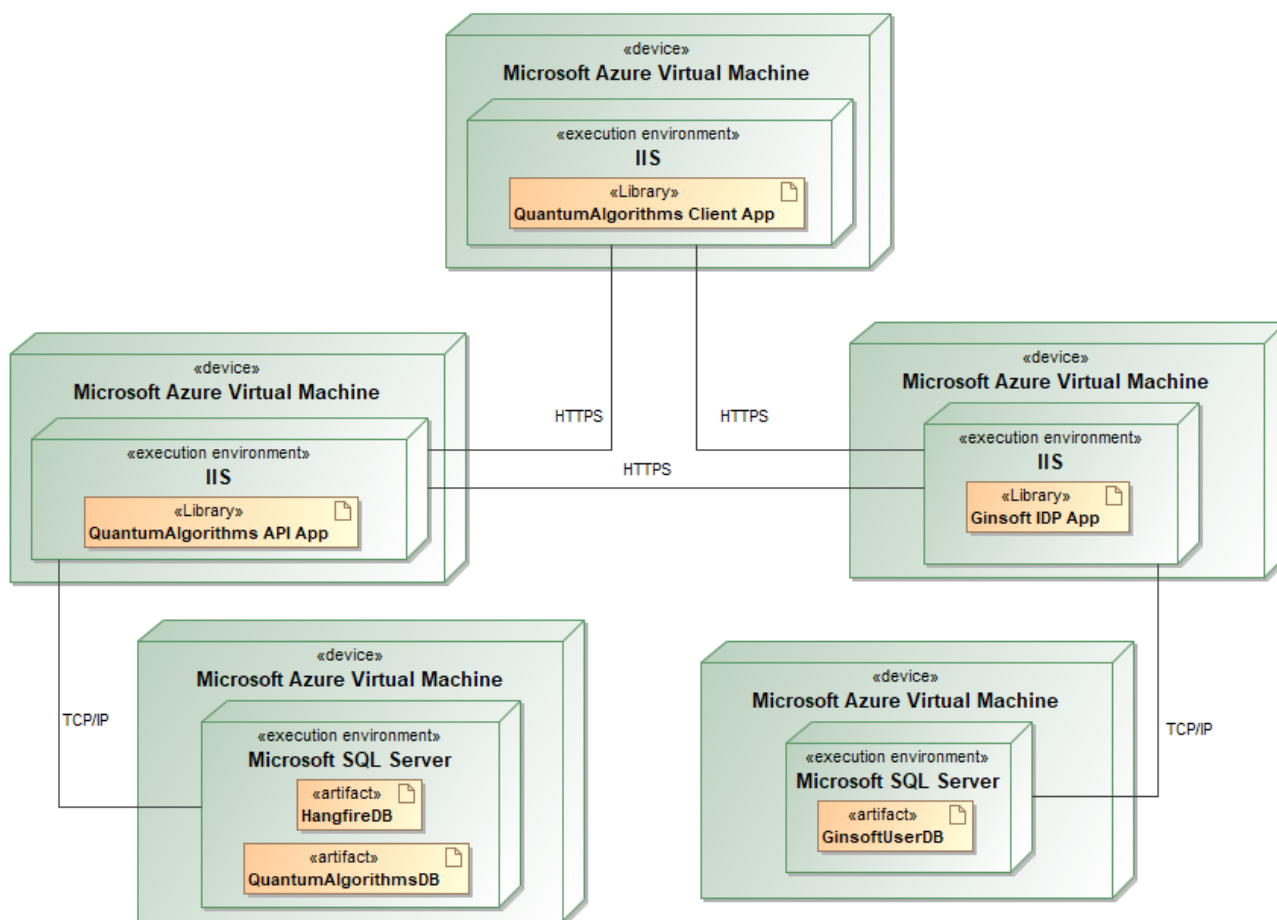 «device»
Microsoft Azure Virtual Machine
«execution environment»
IIS
«Library»
QuantumAlgorithms Client App
«device»
Microsoft Azure Virtual Machine
«execution environment»
IIS
«Library»
QuantumAlgorithms API App
HTTPS
HTTPS
HTTPS
«device»
Microsoft Azure Virtual Machine
«execution environment»
IIS
«Library»
Ginsoft IDP App
TCP/IP
«device»
Microsoft Azure Virtual Machine
«execution environment»
Microsoft SQL Server
«artifact»
HangfireDB
«artifact»
QuantumAlgorithmsDB
«device»
Microsoft Azure Virtual Machine
«execution environment»
Microsoft SQL Server
«artifact»
GinsoftUserDB
TCP/IP